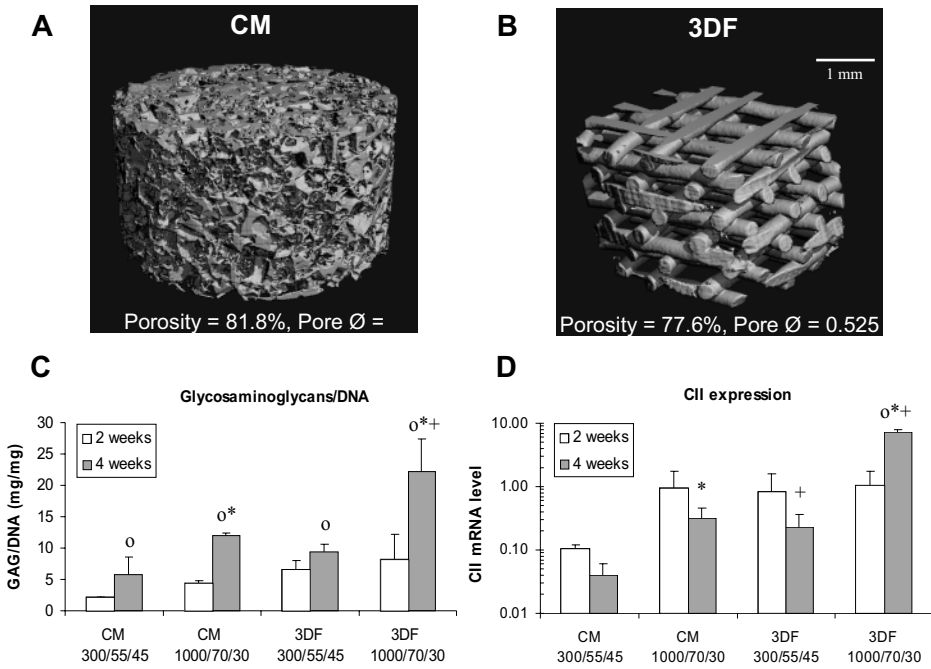 A
CM
Porosity = 81.8%, Pore Ø =
B
3DF
1 mm
Porosity = 77.6%, Pore Ø = 0.525
C
Glycosaminoglycans/DNA
2 weeks
4 weeks
GAG/DNA (mg/mg)
30
25
20
15
10
5
0
o
o*
o
o*+
CM
300/55/45
CM
1000/70/30
3DF
300/55/45
3DF
1000/70/30
D
CII expression
2 weeks
4 weeks
CII mRNA level
10.00
1.00
0.10
0.01
*
+
o*+
CM
300/55/45
CM
1000/70/30
3DF
300/55/45
3DF
1000/70/30